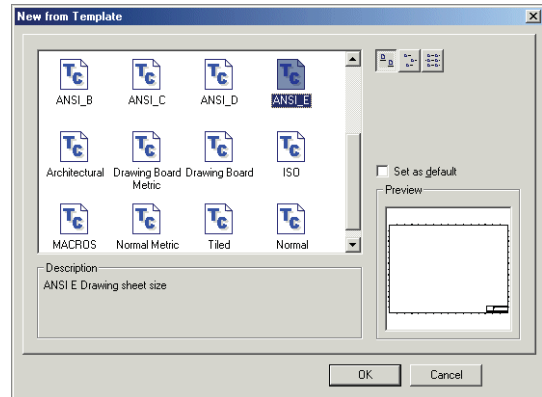 New from Template
ANSI_B ANSI_C ANSI_D ANSI_E
Architectural Drawing Board Metric Drawing Board ISO
MACROS Normal Metric Tiled Normal
Set as default
Preview
Description
ANSI E Drawing sheet size
OK Cancel